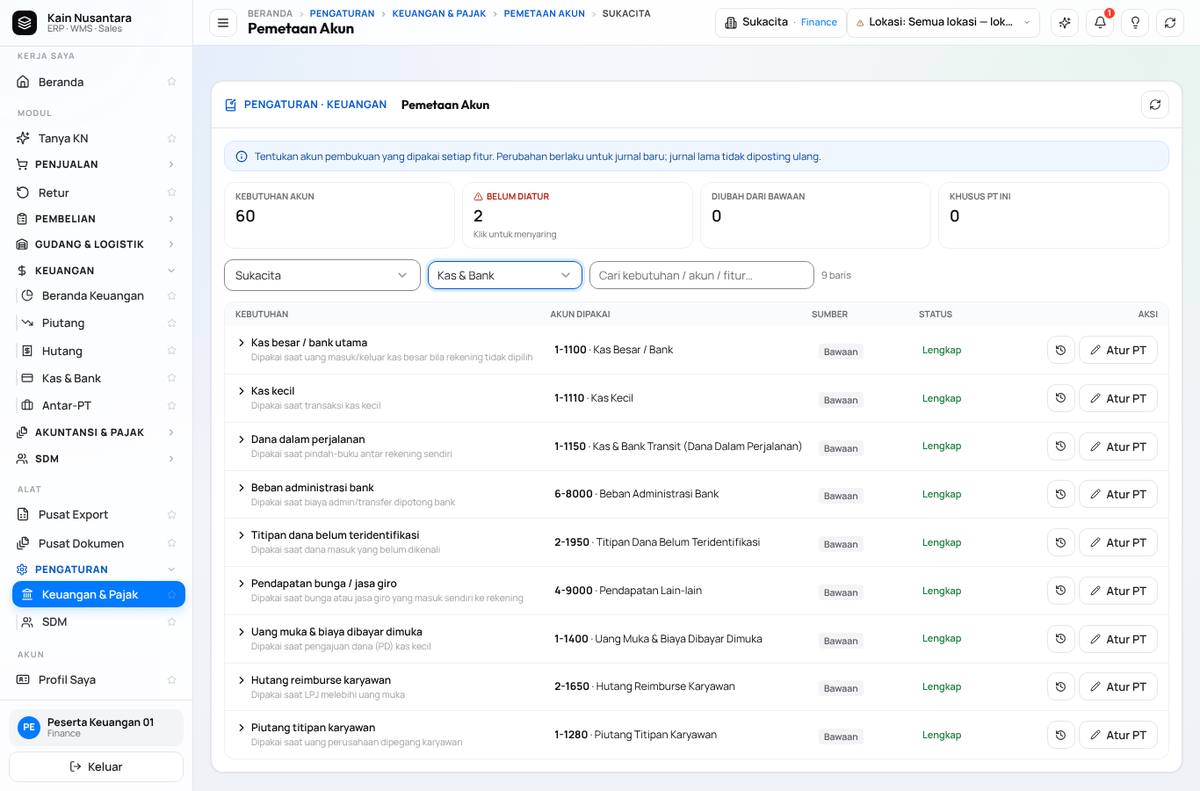 Kain Nusantara
ERP · WMS · Sales
KERJA SAYA
Beranda
MODUL
Tanya KN
PENJUALAN
Retur
PEMBELIAN
GUDANG & LOGISTIK
KEUANGAN
Beranda Keuangan
Piutang
Hutang
Kas & Bank
Antar-PT
AKUNTANSI & PAJAK
SDM
ALAT
Pusat Export
Pusat Dokumen
PENGATURAN
Keuangan & Pajak
SDM
AKUN
Profil Saya
PE
Peserta Keuangan 01
Finance
Keluar
BERANDA > PENGATURAN > KEUANGAN & PAJAK > PEMETAAN AKUN > SUKACITA
Pemetaan Akun
Sukacita · Finance
Lokasi: Semua lokasi — lok...
1
PENGATURAN · KEUANGAN Pemetaan Akun
Tentukan akun pembukuan yang dipakai setiap fitur. Perubahan berlaku untuk jurnal baru; jurnal lama tidak diposting ulang.
KEBUTUHAN AKUN
60
BELUM DIATUR
2
Klik untuk menyaring
DIUBAH DARI BAWAAN
0
KHUSUS PT INI
0
Sukacita
Kas & Bank
Cari kebutuhan / akun / fitur...
9 baris
KEBUTUHAN AKUN DIPAKAI SUMBER STATUS AKSI
Kas besar / bank utama
Dipakai saat uang masuk/keluar kas besar bila rekening tidak dipilih
1-1100 · Kas Besar / Bank Bawaan Lengkap Atur PT
Kas kecil
Dipakai saat transaksi kas kecil
1-1110 · Kas Kecil Bawaan Lengkap Atur PT
Dana dalam perjalanan
Dipakai saat pindah-buku antar rekening sendiri
1-1150 · Kas & Bank Transit (Dana Dalam Perjalanan) Bawaan Lengkap Atur PT
Beban administrasi bank
Dipakai saat biaya admin/transfer dipotong bank
6-8000 · Beban Administrasi Bank Bawaan Lengkap Atur PT
Titipan dana belum teridentifikasi
Dipakai saat dana masuk yang belum dikenali
2-1950 · Titipan Dana Belum Teridentifikasi Bawaan Lengkap Atur PT
Pendapatan bunga / jasa giro
Dipakai saat bunga atau jasa giro yang masuk sendiri ke rekening
4-9000 · Pendapatan Lain-lain Bawaan Lengkap Atur PT
Uang muka & biaya dibayar dimuka
Dipakai saat pengajuan dana (PD) kas kecil
1-1400 · Uang Muka & Biaya Dibayar Dimuka Bawaan Lengkap Atur PT
Hutang reimburse karyawan
Dipakai saat LPJ melebihi uang muka
2-1650 · Hutang Reimburse Karyawan Bawaan Lengkap Atur PT
Piutang titipan karyawan
Dipakai saat uang perusahaan dipegang karyawan
1-1280 · Piutang Titipan Karyawan Bawaan Lengkap Atur PT